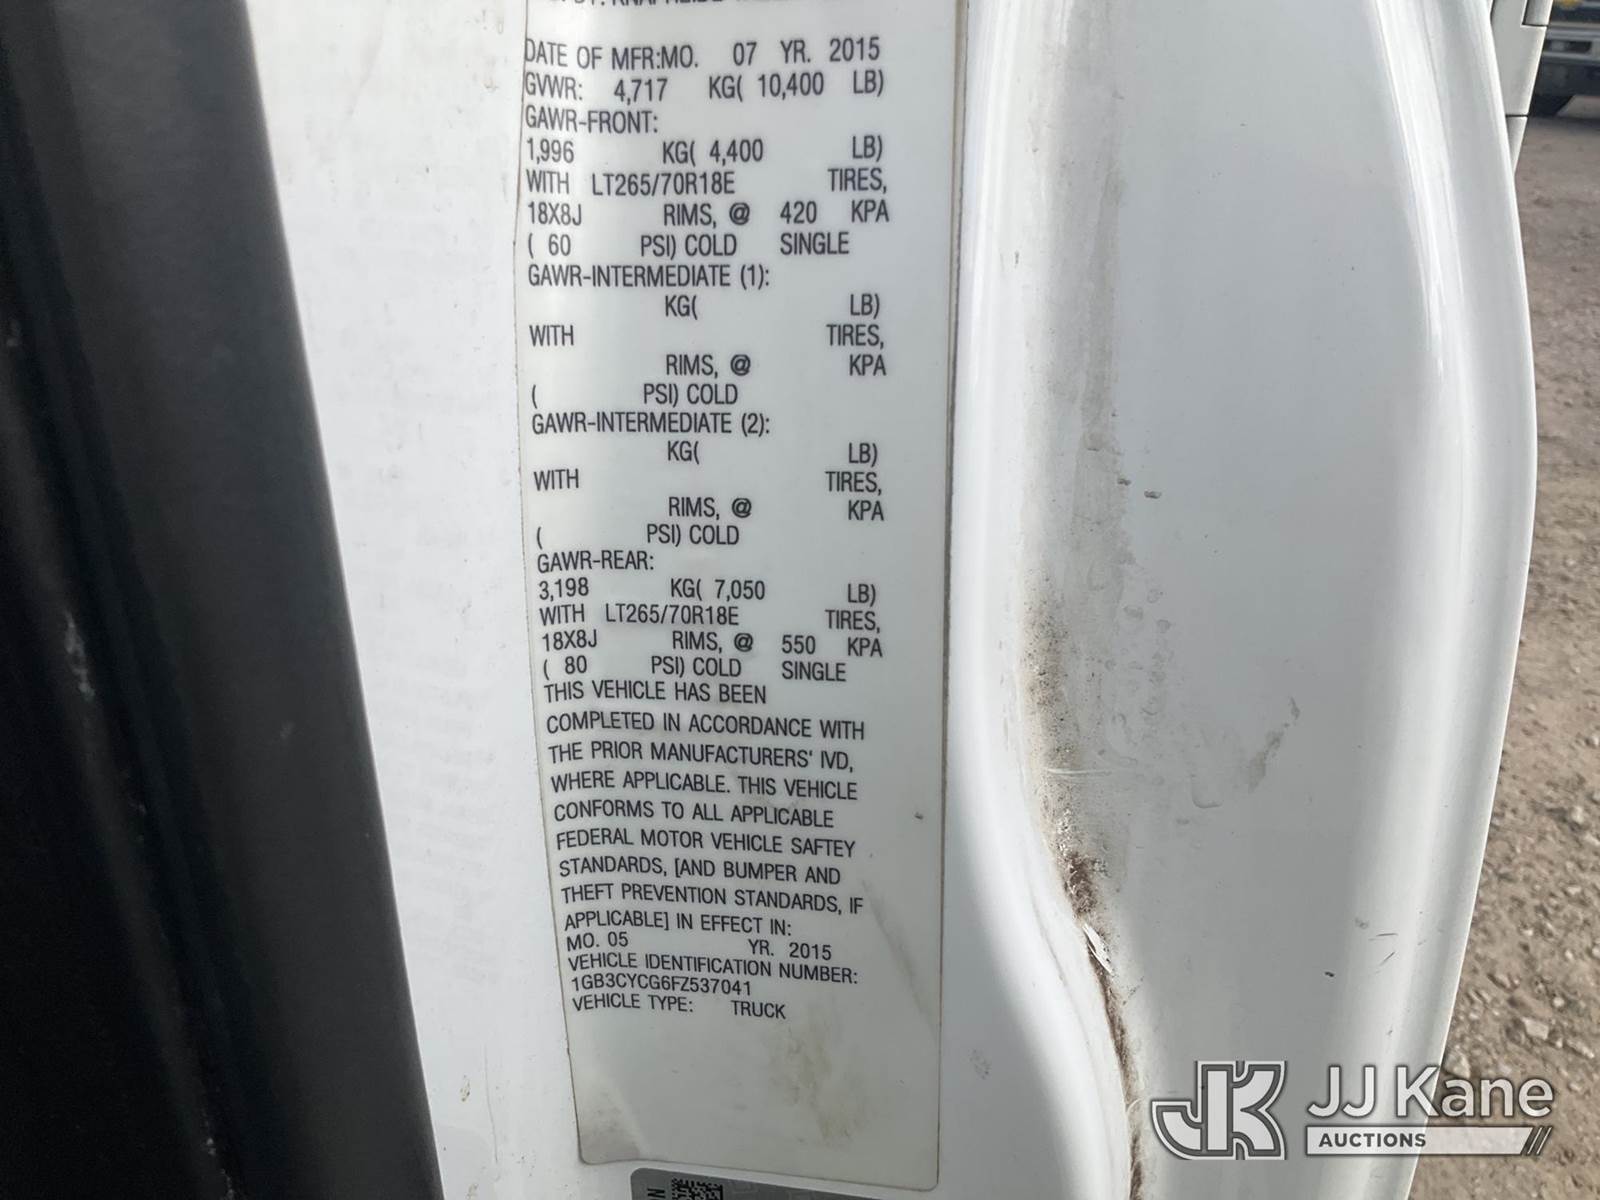 DATE OF MFR:MO. 07 YR. 2015
GVWR: 4,717 KG( 10,400 LB)
GAWR-FRONT:
1,996 KG( 4,400 LB)
WITH LT265/70R18E TIRES,
18X8J RIMS, @ 420 KPA
( 60 PSI) COLD SINGLE
GAWR-INTERMEDIATE (1):
KG( LB)
WITH TIRES,
RIMS, @ KPA
( PSI) COLD
GAWR-INTERMEDIATE (2):
KG( LB)
WITH TIRES,
RIMS, @ KPA
( PSI) COLD
GAWR-REAR:
3,198 KG( 7,050 LB)
WITH LT265/70R18E TIRES,
18X8J RIMS, @ 550 KPA
( 80 PSI) COLD SINGLE
THIS VEHICLE HAS BEEN
COMPLETED IN ACCORDANCE WITH
THE PRIOR MANUFACTURERS' IVD,
WHERE APPLICABLE. THIS VEHICLE
CONFORMS TO ALL APPLICABLE
FEDERAL MOTOR VEHICLE SAFTEY
STANDARDS, [AND BUMPER AND
THEFT PREVENTION STANDARDS, IF
APPLICABLE] IN EFFECT IN:
MO. 05 YR. 2015
VEHICLE IDENTIFICATION NUMBER:
1GB3CYCG6FZ537041
VEHICLE TYPE: TRUCK
JK JJ Kane
AUCTIONS